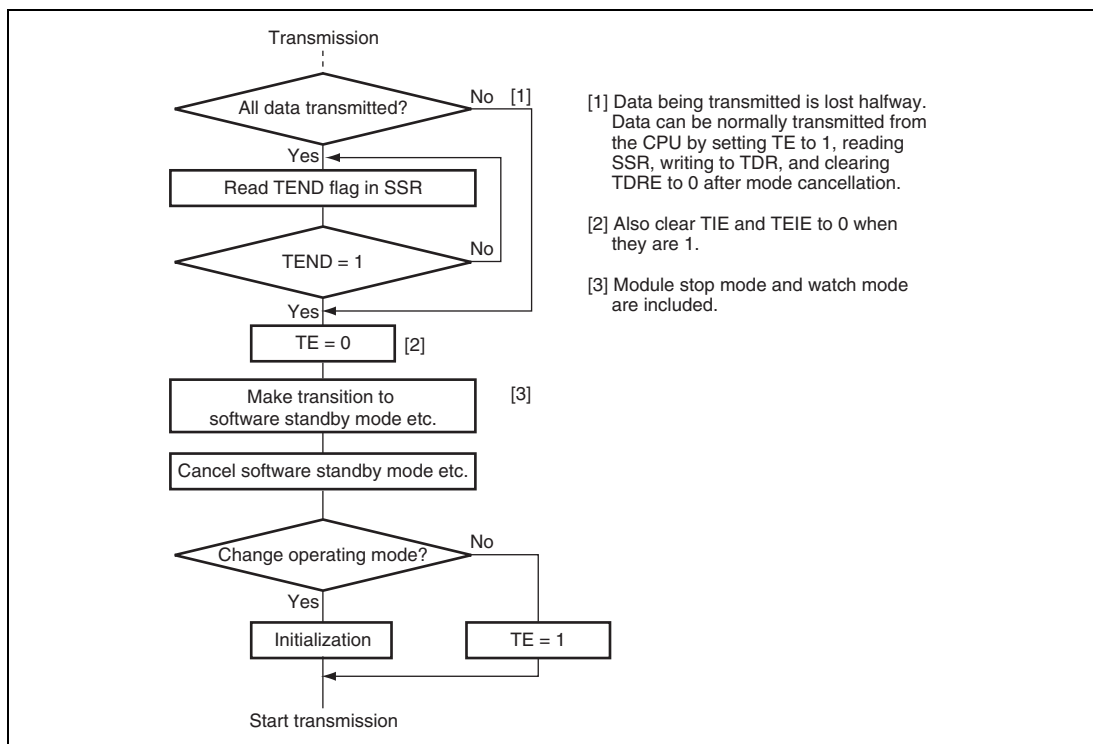 Transmission
All data transmitted?
No [1]
Yes
Read TEND flag in SSR
No
TEND = 1
Yes
TE = 0
[2]
Make transition to
software standby mode etc.
[3]
Cancel software standby mode etc.
Change operating mode?
No
Yes
Initialization
TE = 1
Start transmission
[1] Data being transmitted is lost halfway.
Data can be normally transmitted from
the CPU by setting TE to 1, reading
SSR, writing to TDR, and clearing
TDRE to 0 after mode cancellation.
[2] Also clear TIE and TEIE to 0 when
they are 1.
[3] Module stop mode and watch mode
are included.